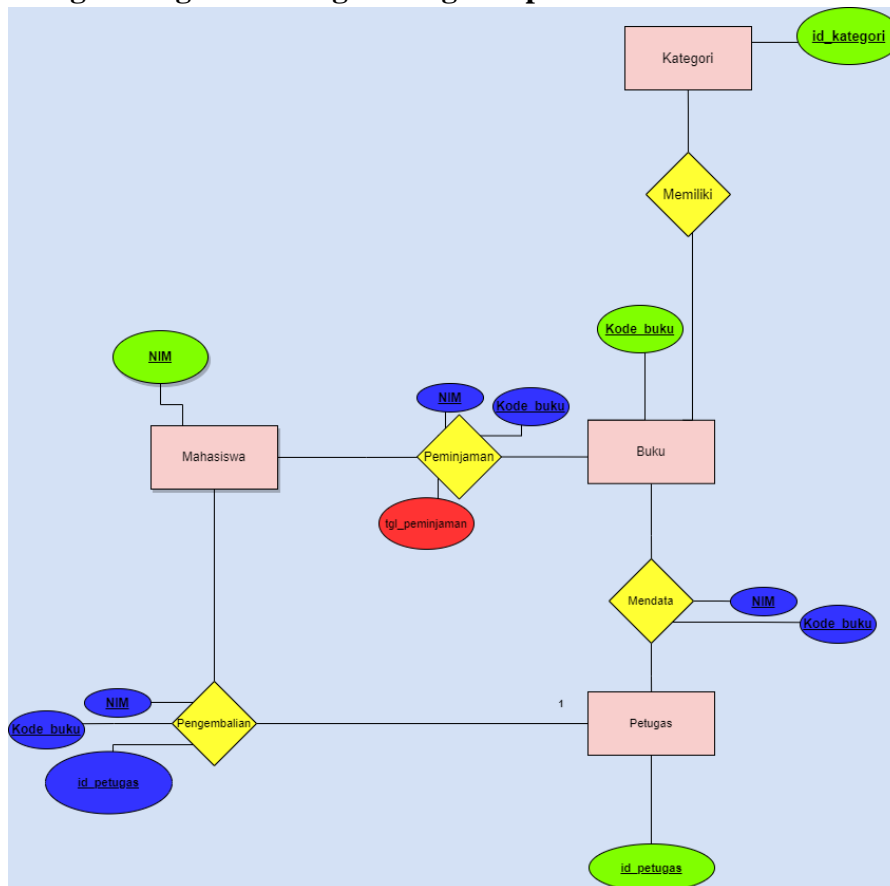 id_kategori
Kategori
Memiliki
Kode_buku
NIM
NIM
Kode_buku
Mahasiswa
Peminjaman
Buku
tgl_peminjaman
Mendata
NIM
Kode_buku
NIM
1
Kode_buku
Pengembalian
Petugas
id_petugas
id_petugas